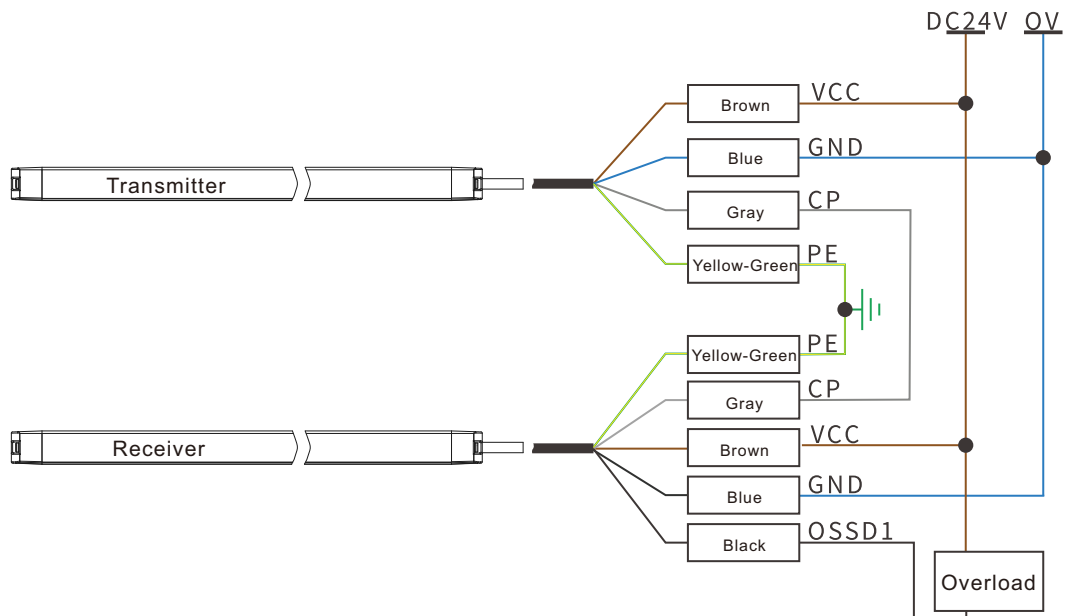 DC24V OV
Brown VCC
Blue GND
Transmitter
Gray CP
Yellow-Green PE
Yellow-Green PE
Gray CP
Receiver
Brown VCC
Blue GND
Black OSSD1
Overload